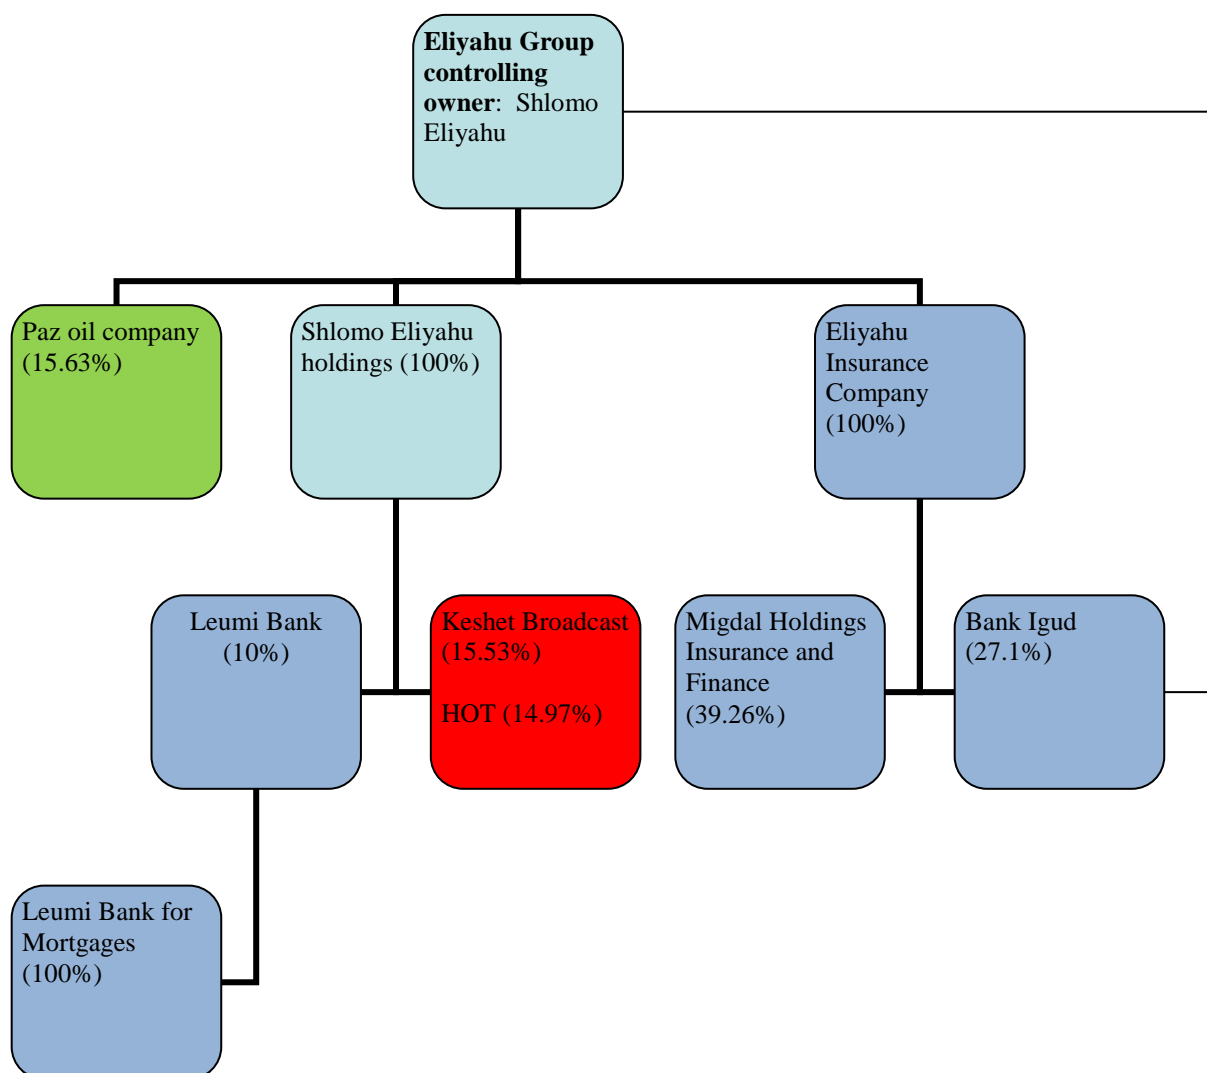 Eliyahu Group
controlling
owner: Shlomo
Eliyahu
Paz oil company
(15.63%)
Shlomo Eliyahu
holdings (100%)
Eliyahu
Insurance
Company
(100%)
Leumi Bank
(10%)
Keshet Broadcast
(15.53%)
HOT (14.97%)
Migdal Holdings
Insurance and
Finance
(39.26%)
Bank Igud
(27.1%)
Leumi Bank for
Mortgages
(100%)